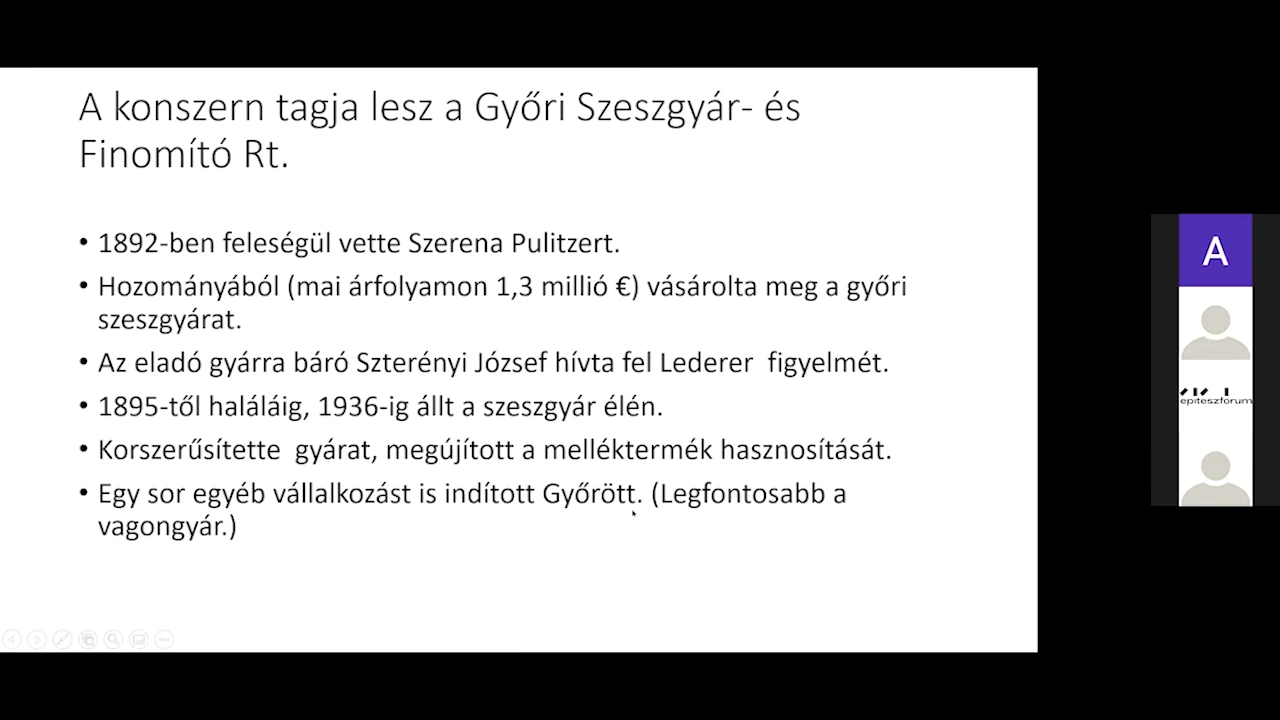 A konszern tagja lesz a Győri Szeszgyár- és
Finomító Rt.
• 1892-ben feleségül vette Szerena Pulitzert.
• Hozományából (mai árfolyamon 1,3 millió €) vásárolta meg a győri
szeszgyárat.
• Az eladó gyárra báró Szterényi József hívta fel Lederer  figyelmét.
• 1895-től haláláig, 1936-ig állt a szeszgyár élén.
• Korszerűsítette  gyárat, megújított a melléktermék hasznosítását.
• Egy sor egyéb vállalkozást is indított Győrött. (Legfontosabb a
vagongyár.)
A
epiteszforum